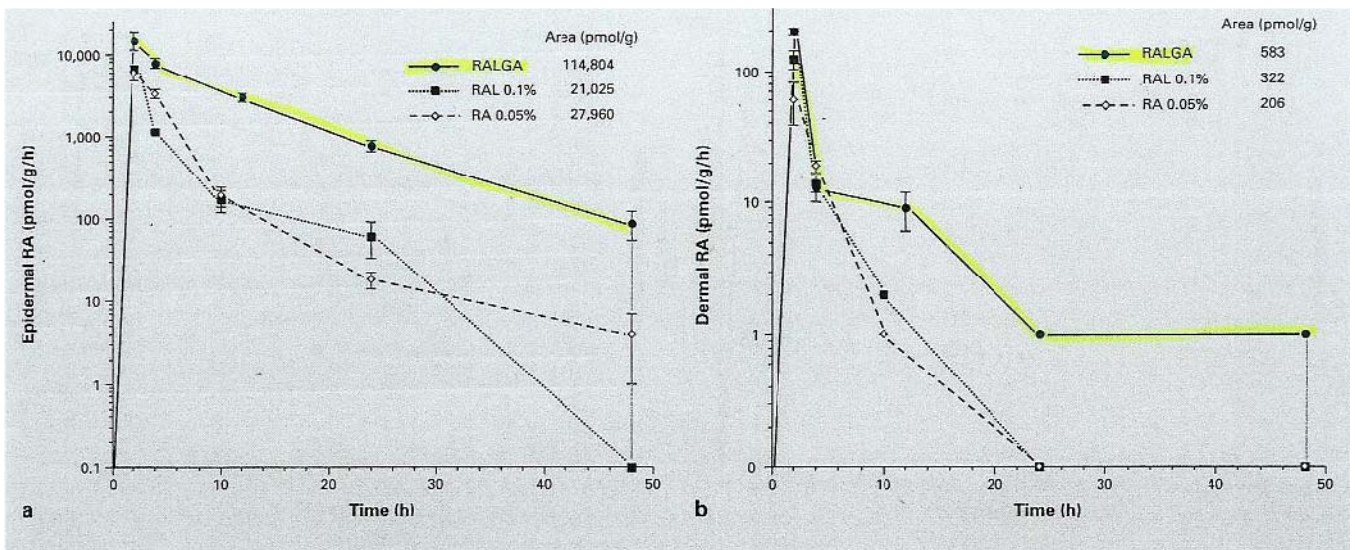 Area (pmol/g)
RALGA 114,804
RAL 0.1% 21,025
RA 0.05% 27,960
Epidermal RA (pmol/g/h)
10,000
1,000
100
10
1
0.1
0 10 20 30 40 50
Time (h)
a
Area (pmol/g)
RALGA 583
RAL 0.1% 322
RA 0.05% 206
Dermal RA (pmol/g/h)
100
10
1
0
0 10 20 30 40 50
Time (h)
b